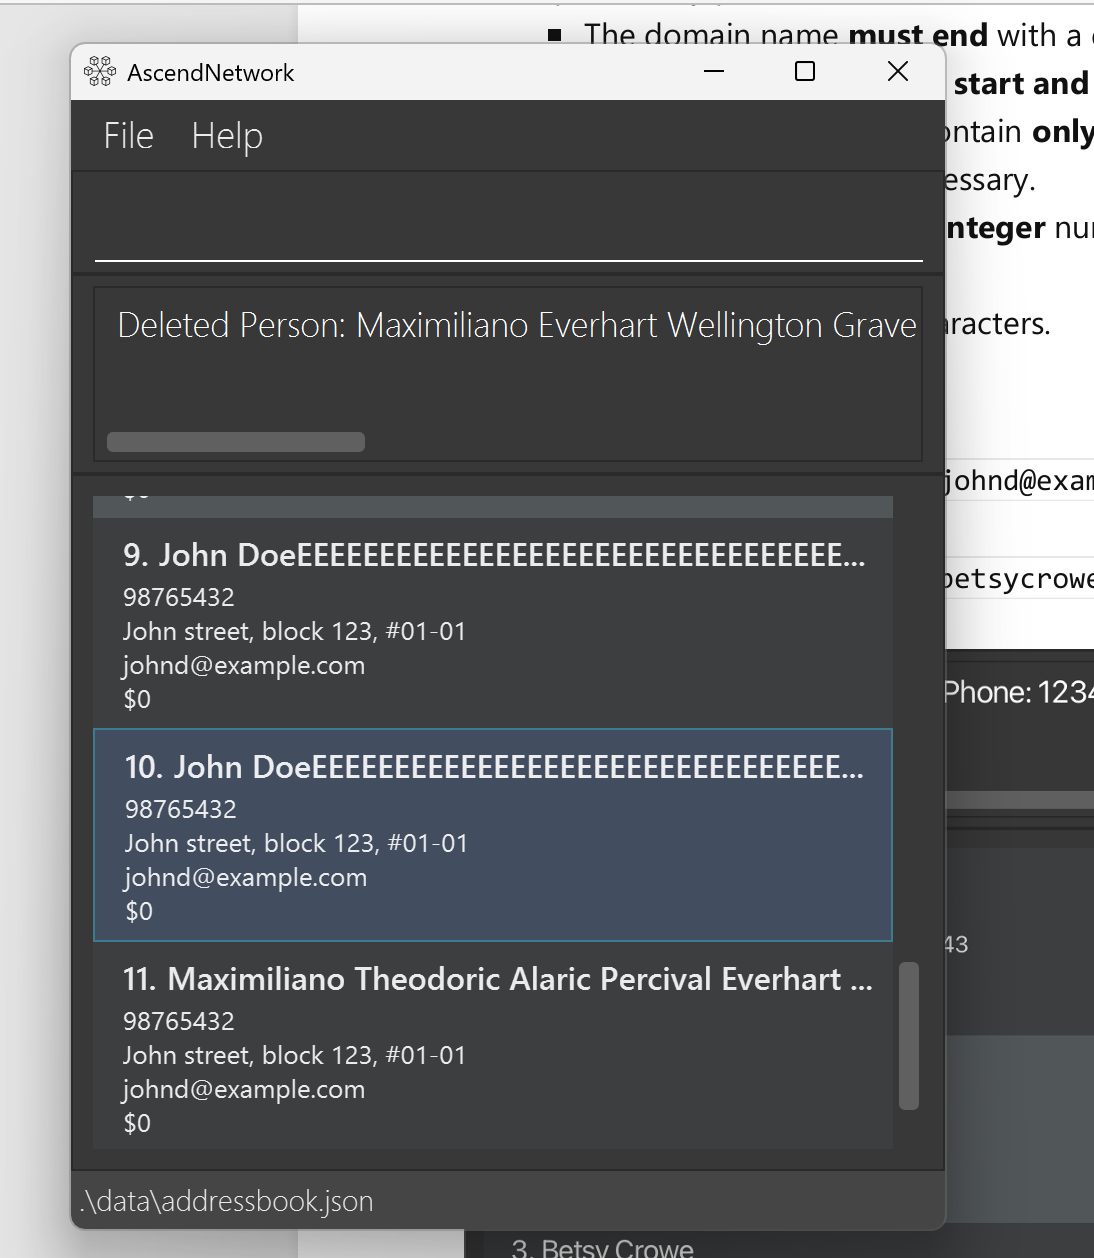 The domain name must end with a
AscendNetwork
start and
File Help
ontain only
essary.
nteger
Deleted Person: Maximiliano Everhart Wellington Grave
aracters.
johnd@exam
$0
9. John DoeEEEEEEEEEEEEEEEEEEEEEEEEEEEEEEEEE...
98765432
John street, block 123, #01-01
johnd@example.com
$0
betsycrowe
Phone: 1234
10. John DoeEEEEEEEEEEEEEEEEEEEEEEEEEEEEEEEE...
98765432
John street, block 123, #01-01
johnd@example.com
$0
43
11. Maximiliano Theodoric Alaric Percival Everhart ...
98765432
John street, block 123, #01-01
johnd@example.com
$0
.\data\addressbook.json
3. Betsy Crowe